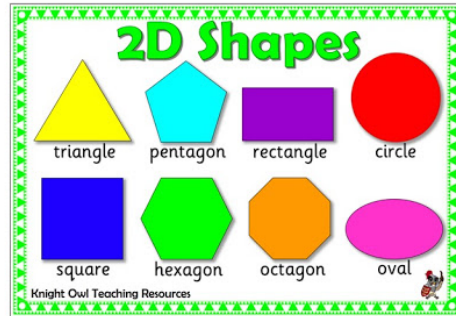 2D Shapes
triangle pentagon rectangle circle
square hexagon octagon oval
Knight Owl Teaching Resources